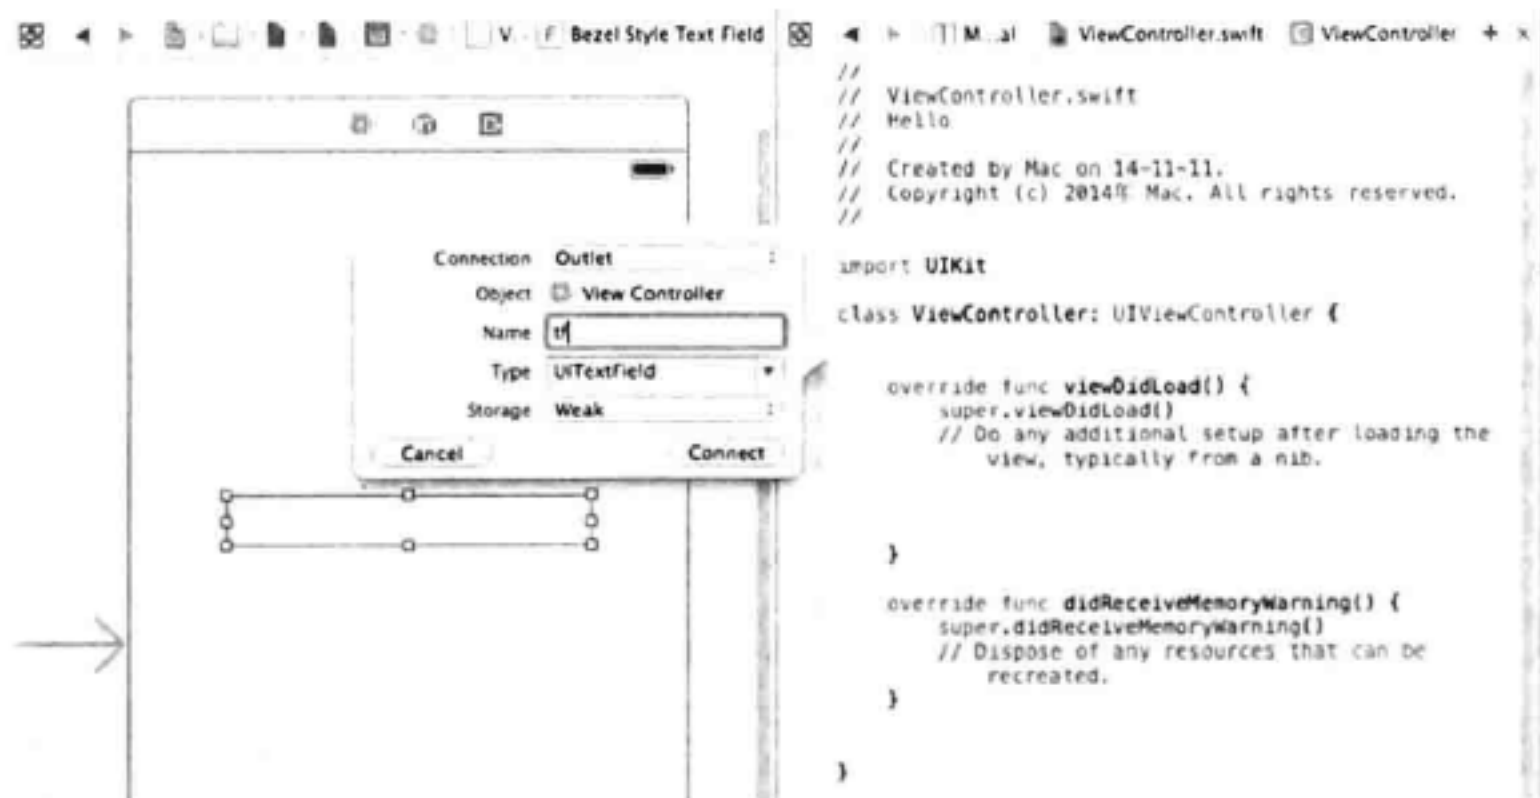 V.. F Bezel Style Text Field
M...al ViewController.swift ViewController + ×
Connection Outlet
Object View Controller
Name tf
Type UITextField
Storage Weak
Cancel Connect
//
// ViewController.swift
// Hello
//
// Created by Mac on 14-11-11.
// Copyright (c) 2014年 Mac. All rights reserved.
//
import UIKit
class ViewController: UIViewController {
override func viewDidLoad() {
super.viewDidLoad()
// Do any additional setup after loading the
view, typically from a nib.
}
override func didReceiveMemoryWarning() {
super.didReceiveMemoryWarning()
// Dispose of any resources that can be
recreated.
}
}